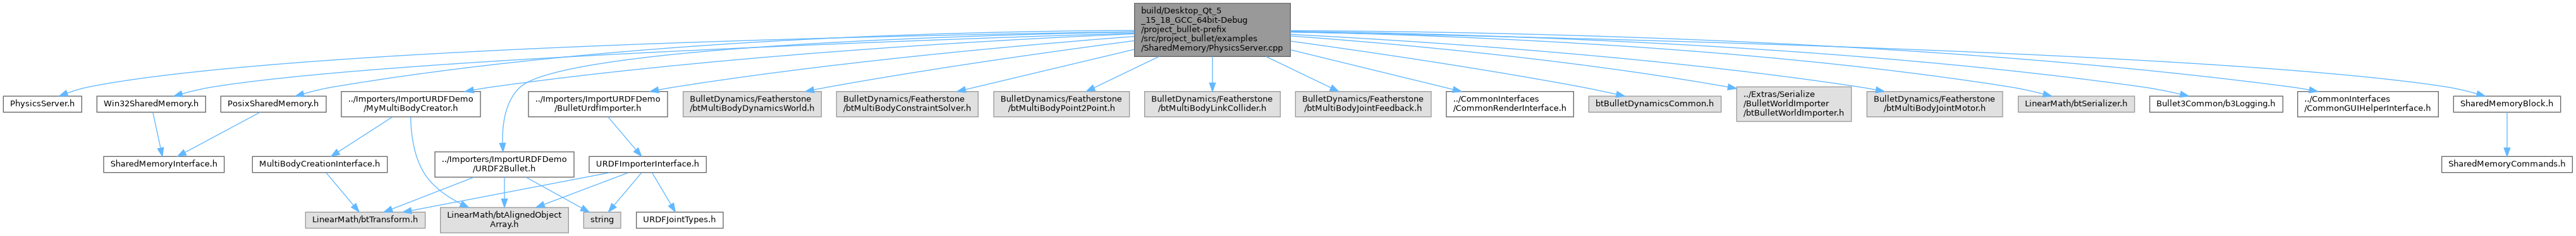 build/Desktop_Qt_5
_15_18_GCC_64bit-Debug
/project_bullet-prefix
/src/project_bullet/examples
/SharedMemory/PhysicsServer.cpp
PhysicsServer.h
Win32SharedMemory.h
PosixSharedMemory.h
../Importers/ImportURDFDemo
/MyMultiBodyCreator.h
../Importers/ImportURDFDemo
/BulletUrdfImporter.h
BulletDynamics/Featherstone
/btMultiBodyDynamicsWorld.h
BulletDynamics/Featherstone
/btMultiBodyConstraintSolver.h
BulletDynamics/Featherstone
/btMultiBodyPoint2Point.h
BulletDynamics/Featherstone
/btMultiBodyLinkCollider.h
BulletDynamics/Featherstone
/btMultiBodyJointFeedback.h
../CommonInterfaces
/CommonRenderInterface.h
btBulletDynamicsCommon.h
../Extras/Serialize
/BulletWorldImporter
/btBulletWorldImporter.h
BulletDynamics/Featherstone
/btMultiBodyJointMotor.h
LinearMath/btSerializer.h
Bullet3Common/b3Logging.h
../CommonInterfaces
/CommonGUIHelperInterface.h
SharedMemoryBlock.h
SharedMemoryInterface.h
MultiBodyCreationInterface.h
../Importers/ImportURDFDemo
/URDF2Bullet.h
URDFImporterInterface.h
SharedMemoryCommands.h
LinearMath/btTransform.h
LinearMath/btAlignedObject
Array.h
string
URDFJointTypes.h